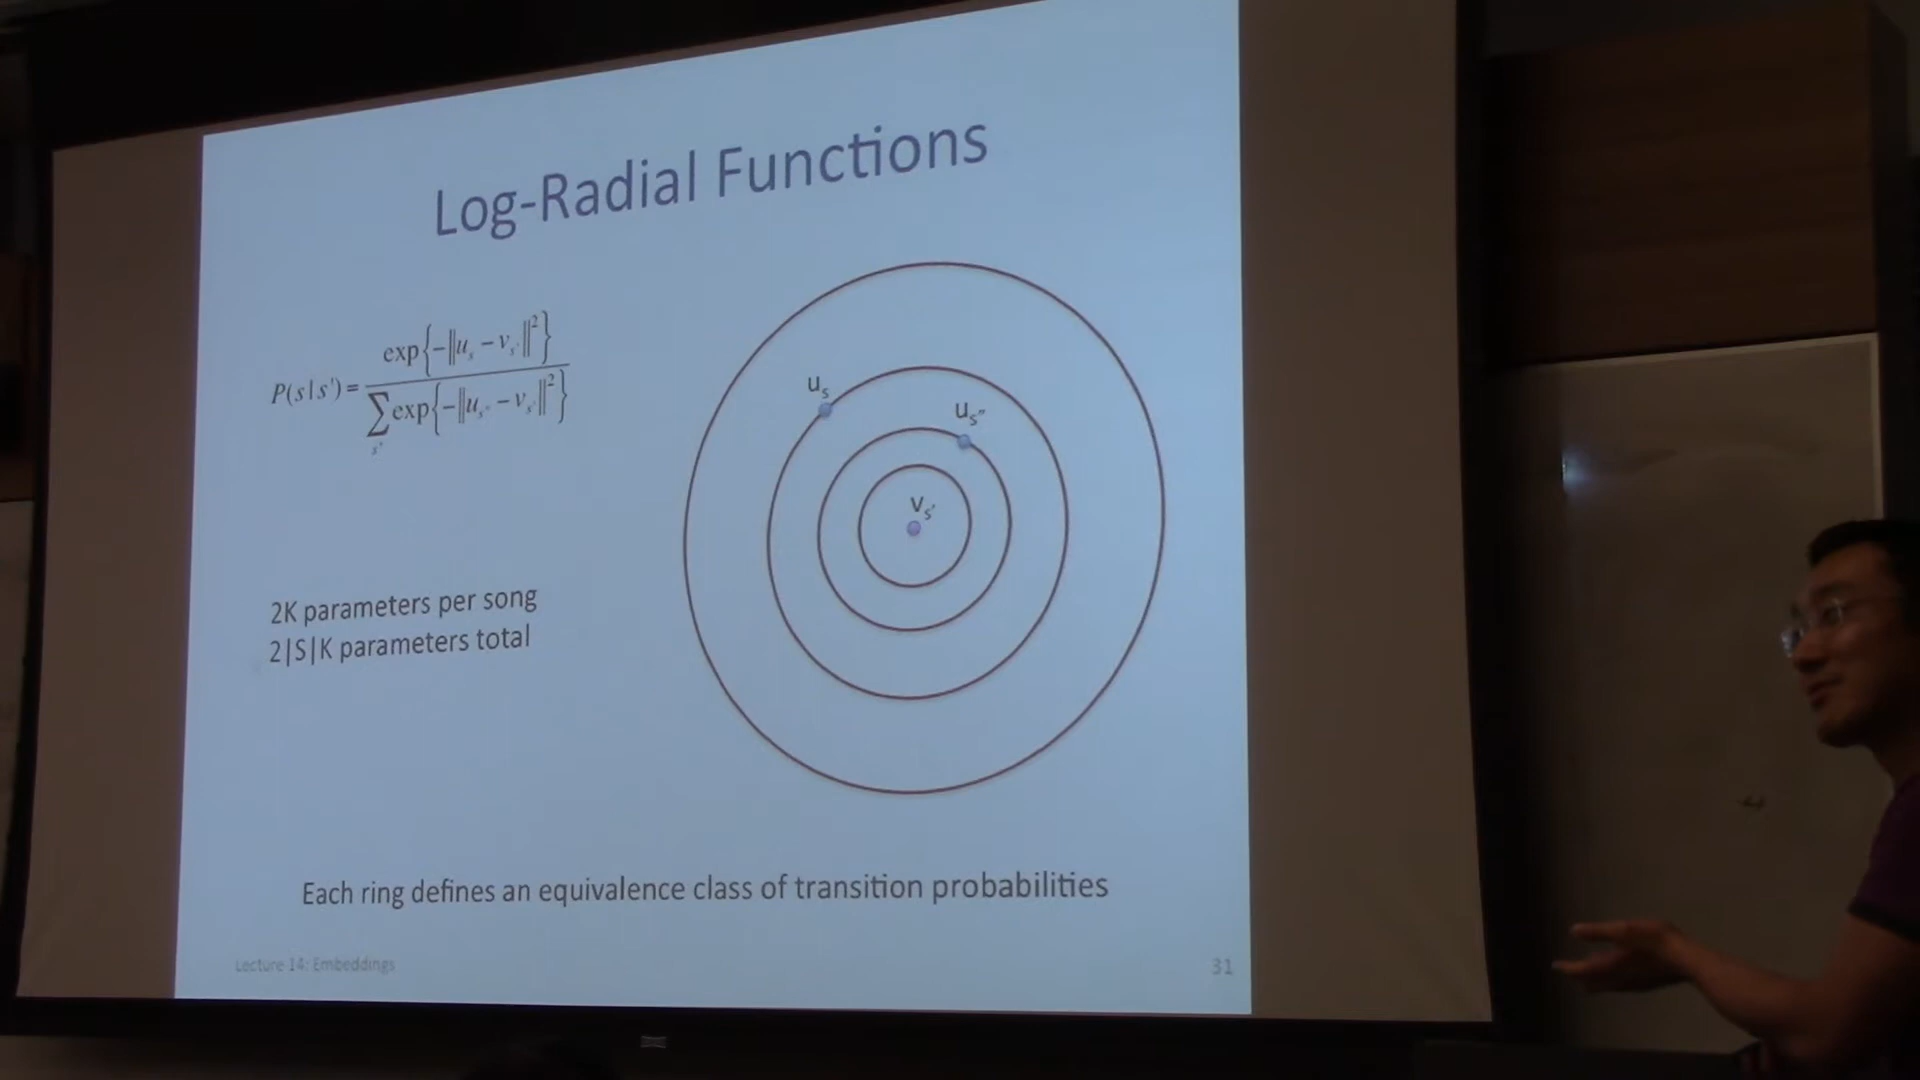 Log-Radial Functions
P(s|s') = exp{-‖u_s - v_s'‖²} / Σ_s'' exp{-‖u_s'' - v_s'‖²}
u_s
u_s''
v_s'
2K parameters per song
2|S|K parameters total
Each ring defines an equivalence class of transition probabilities
Lecture 14: Embeddings
31